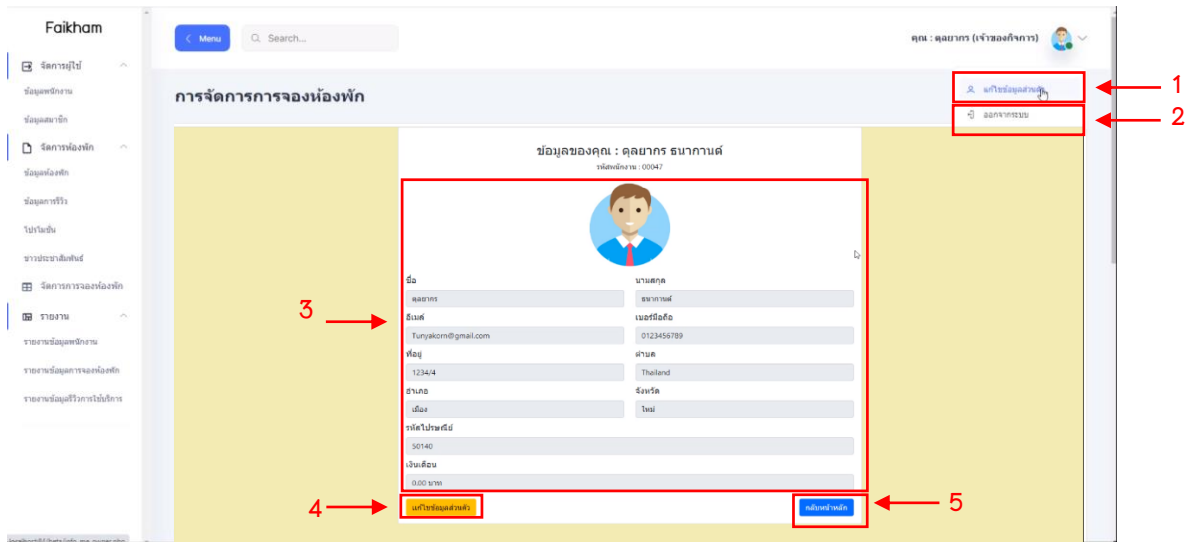 Faikham
Menu
Search...
คุณ : ดุลยากร (เจ้าของกิจการ)
จัดการผู้ใช้
ข้อมูลพนักงาน
ข้อมูลสมาชิก
จัดการห้องพัก
ข้อมูลห้องพัก
ข้อมูลการรีวิว
โปรโมชั่น
ข่าวประชาสัมพันธ์
จัดการการจองห้องพัก
รายงาน
รายงานข้อมูลพนักงาน
รายงานข้อมูลการจองห้องพัก
รายงานข้อมูลรีวิวการใช้บริการ
การจัดการการจองห้องพัก
แก้ไขข้อมูลส่วนตัว
1
ออกจากระบบ
2
ข้อมูลของคุณ : ดุลยากร ธนากานต์
รหัสพนักงาน : 00047
3
ชื่อ นามสกุล
ดุลยากร ธนากานต์
อีเมล์ เบอร์มือถือ
Tunyakorn@gmail.com 0123456789
ที่อยู่ ตำบล
1234/4 Thailand
อำเภอ จังหวัด
เมือง ใหม่
รหัสไปรษณีย์
50140
เงินเดือน
0.00 บาท
4
แก้ไขข้อมูลส่วนตัว
กลับหน้าหลัก
5